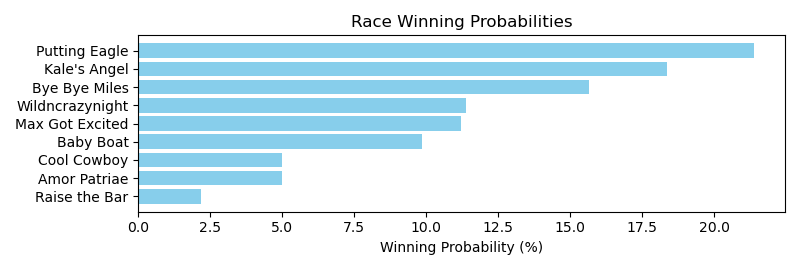 Race Winning Probabilities
Putting Eagle
Kale's Angel
Bye Bye Miles
Wildncrazynight
Max Got Excited
Baby Boat
Cool Cowboy
Amor Patriae
Raise the Bar
0.0 2.5 5.0 7.5 10.0 12.5 15.0 17.5 20.0
Winning Probability (%)